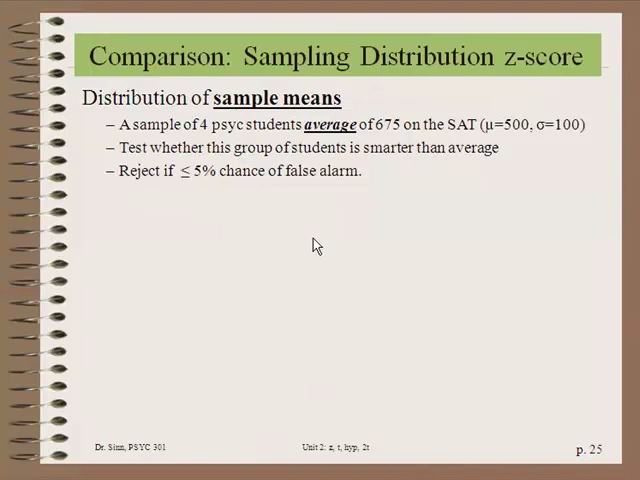 Comparison: Sampling Distribution z-score
Distribution of sample means
– A sample of 4 psyc students average of 675 on the SAT (μ=500, σ=100)
– Test whether this group of students is smarter than average
– Reject if ≤ 5% chance of false alarm.
Dr. Sinn, PSYC 301 Unit 2: z, t, hyp, 2t p. 25